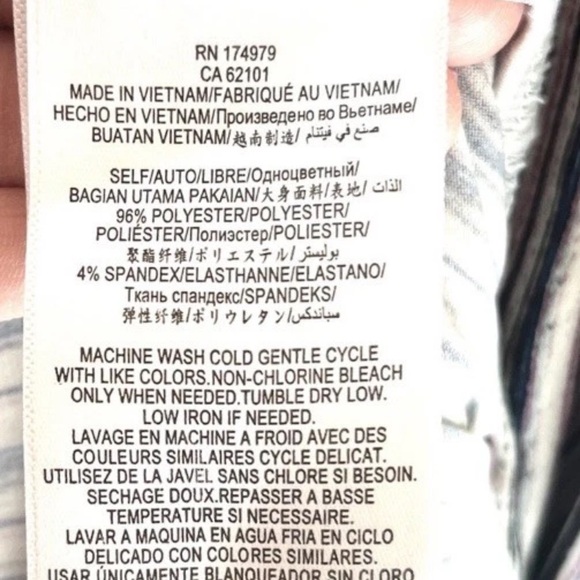 RN 174979
CA 62101
MADE IN VIETNAM/FABRIQUÉ AU VIETNAM/
HECHO EN VIETNAM/Произведено во Вьетнаме/
BUATAN VIETNAM/越南制造/ صنع في فيتنام
SELF/AUTO/LIBRE/Одноцветный/
BAGIAN UTAMA PAKAIAN/大身面料/表地/ الذات
96% POLYESTER/POLYESTER/
POLIÉSTER/Полиэстер/POLIESTER/
聚酯纤维/ポリエステル/بوليستر
4% SPANDEX/ELASTHANNE/ELASTANO/
Ткань спандекс/SPANDEKS/
弹性纤维/ポリウレタン/سباندكس
MACHINE WASH COLD GENTLE CYCLE
WITH LIKE COLORS.NON-CHLORINE BLEACH
ONLY WHEN NEEDED.TUMBLE DRY LOW.
LOW IRON IF NEEDED.
LAVAGE EN MACHINE A FROID AVEC DES
COULEURS SIMILAIRES CYCLE DELICAT.
UTILISEZ DE LA JAVEL SANS CHLORE SI BESOIN.
SECHAGE DOUX.REPASSER A BASSE
TEMPERATURE SI NECESSAIRE.
LAVAR A MAQUINA EN AGUA FRIA EN CICLO
DELICADO CON COLORES SIMILARES.
USAR ÚNICAMENTE BLANQUEADOR SIN CLORO